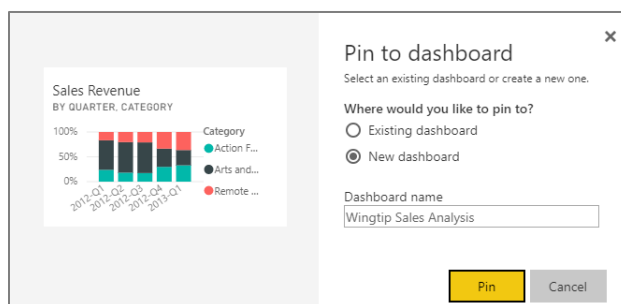 Sales Revenue
BY QUARTER, CATEGORY
100%
50%
0%
2012-Q1
2012-Q2
2012-Q3
2012-Q4
2013-Q1
Category
Action F...
Arts and...
Remote ...
Pin to dashboard
Select an existing dashboard or create a new one.
Where would you like to pin to?
Existing dashboard
New dashboard
Dashboard name
Wingtip Sales Analysis
Pin
Cancel